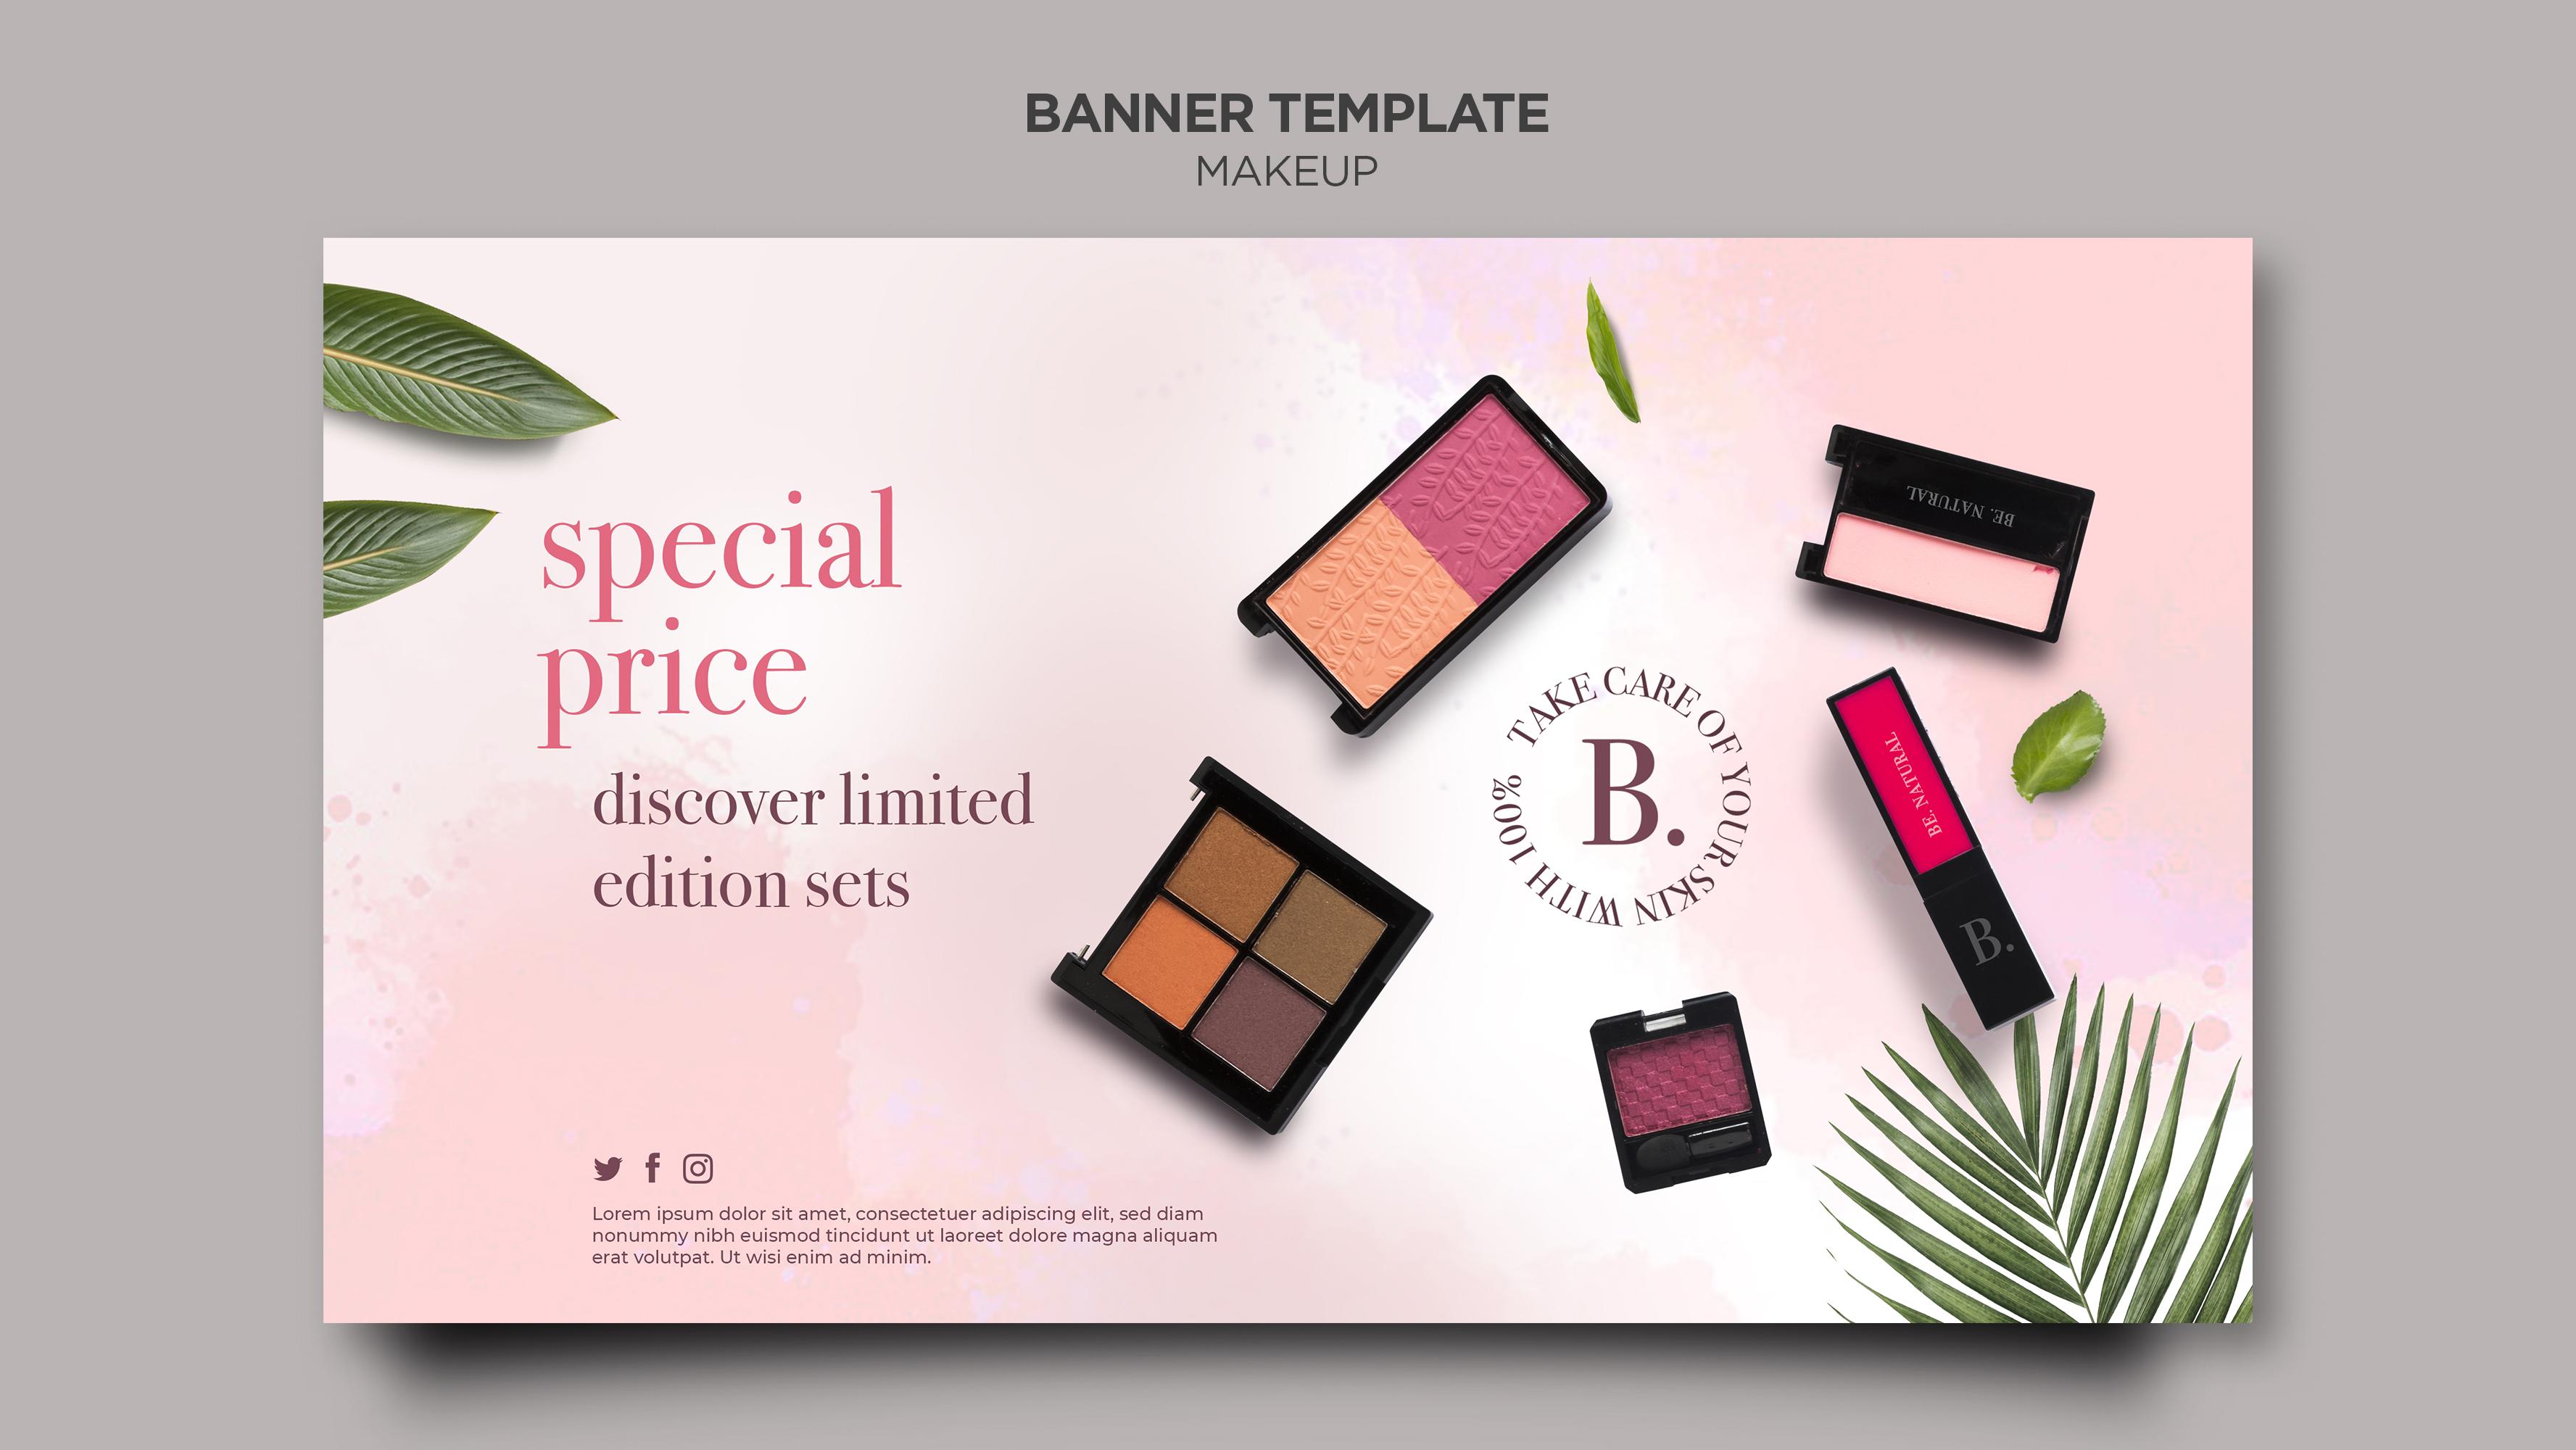 BANNER TEMPLATE
MAKEUP
special
price
discover limited
edition sets
BE. NATURAL
TAKE CARE OF YOUR SKIN WITH 100%
B.
BE. NATURAL
B.
Lorem ipsum dolor sit amet, consectetuer adipiscing elit, sed diam
nonummy nibh euismod tincidunt ut laoreet dolore magna aliquam
erat volutpat. Ut wisi enim ad minim.